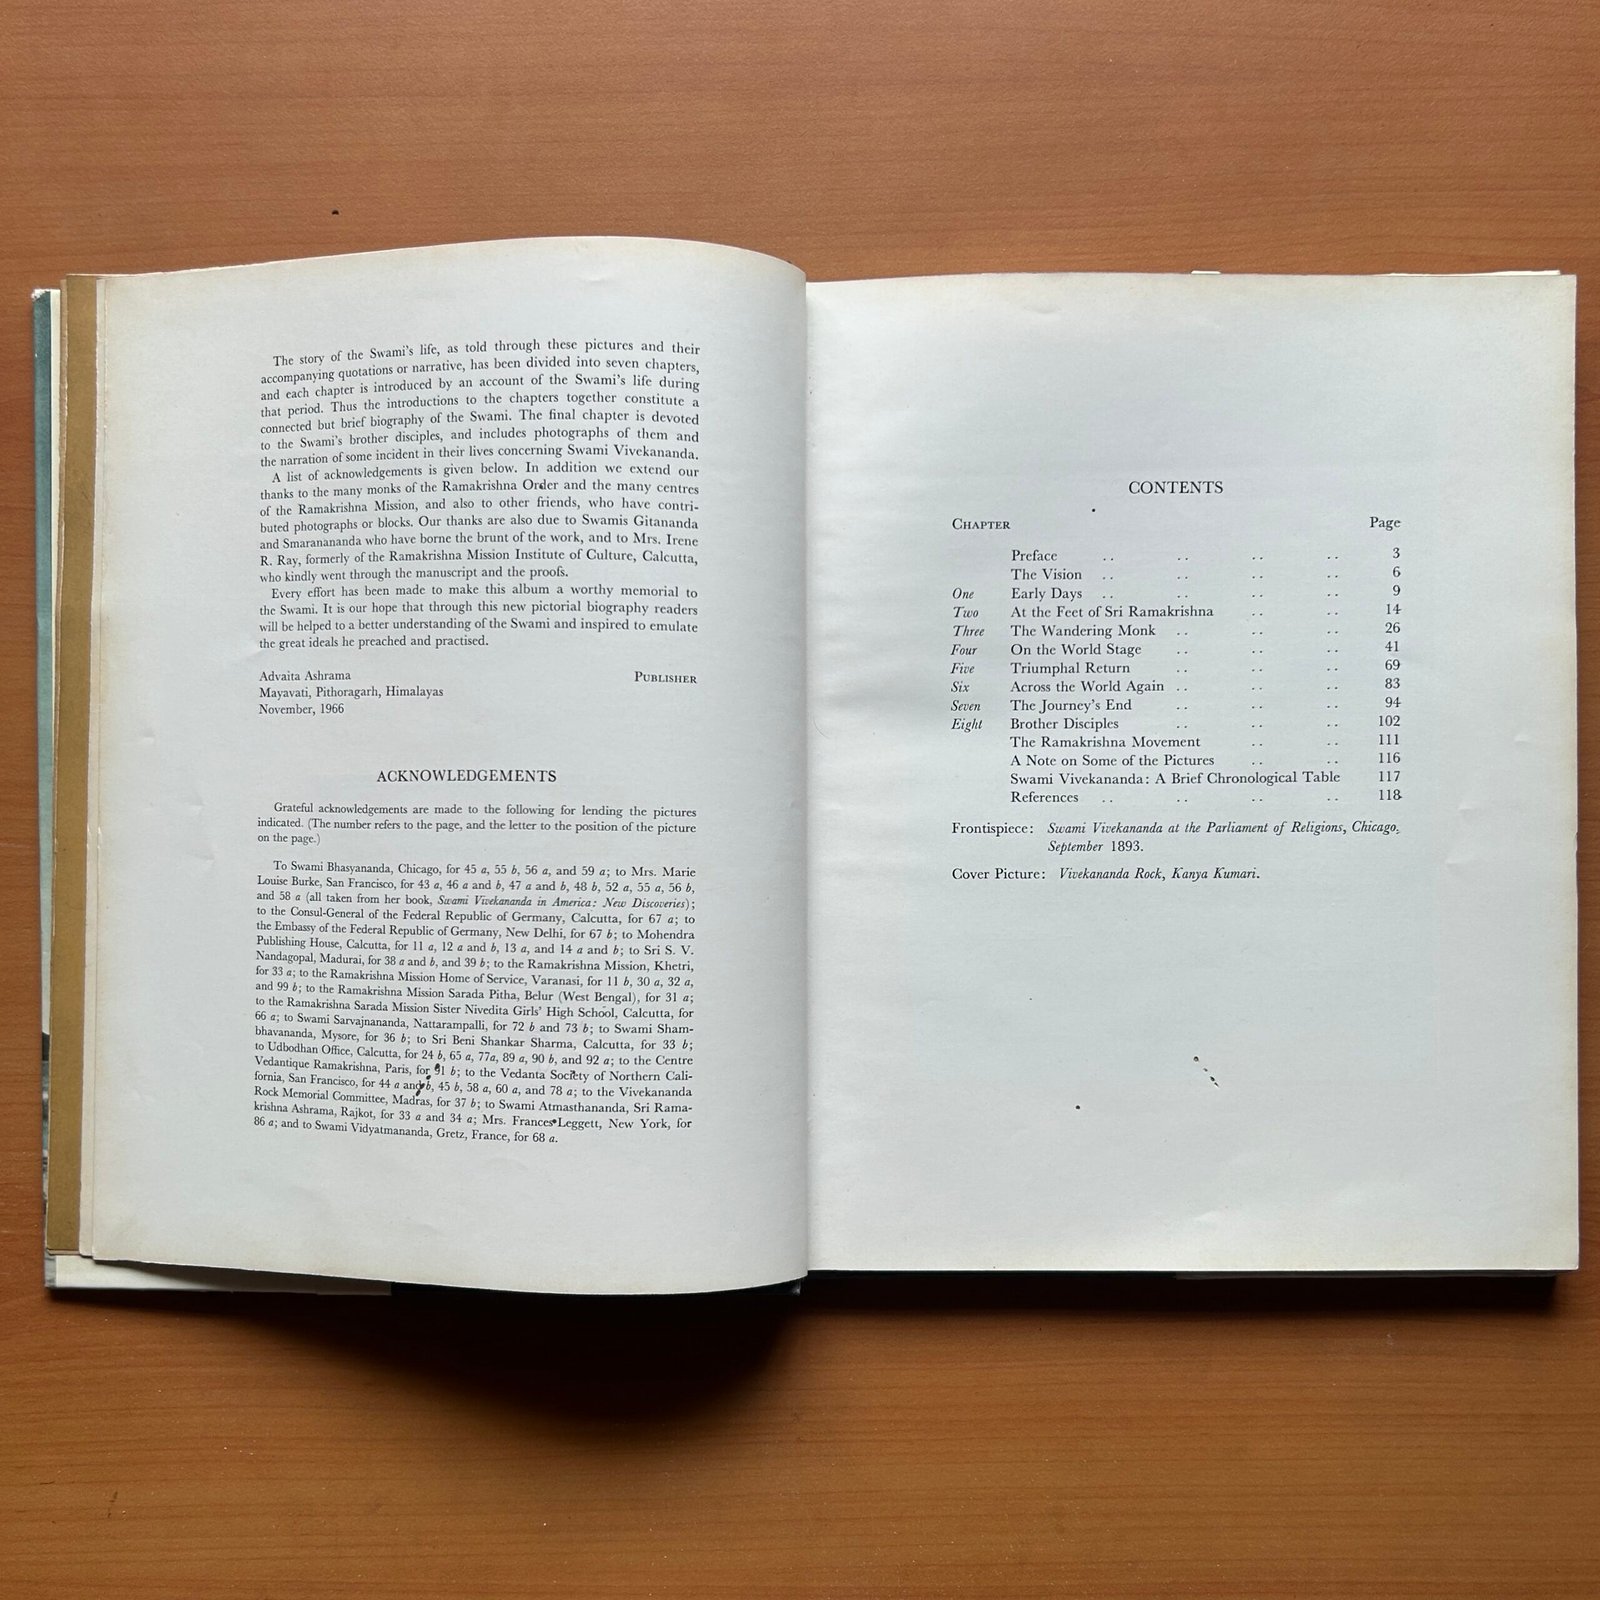 The story of the Swami's life, as told through these pictures and their
accompanying quotations or narrative, has been divided into seven chapters,
and each chapter is introduced by an account of the Swami's life during
that period. Thus the introductions to the chapters together constitute a
connected but brief biography of the Swami. The final chapter is devoted
to the Swami's brother disciples, and includes photographs of them and
the narration of some incident in their lives concerning Swami Vivekananda.
A list of acknowledgements is given below. In addition we extend our
thanks to the many monks of the Ramakrishna Order and the many centres
of the Ramakrishna Mission, and also to other friends, who have contri-
buted photographs or blocks. Our thanks are also due to Swamis Gitananda
and Smaranananda who have borne the brunt of the work, and to Mrs. Irene
R. Ray, formerly of the Ramakrishna Mission Institute of Culture, Calcutta,
who kindly went through the manuscript and the proofs.
Every effort has been made to make this album a worthy memorial to
the Swami. It is our hope that through this new pictorial biography readers
will be helped to a better understanding of the Swami and inspired to emulate
the great ideals he preached and practised.
Advaita Ashrama PUBLISHER
Mayavati, Pithoragarh, Himalayas
November, 1966
ACKNOWLEDGEMENTS
Grateful acknowledgements are made to the following for lending the pictures
indicated. (The number refers to the page, and the letter to the position of the picture
on the page.)
To Swami Bhasyananda, Chicago, for 45 a, 55 b, 56 a, and 59 a; to Mrs. Marie
Louise Burke, San Francisco, for 43 a, 46 a and b, 47 a and b, 48 b, 52 a, 55 a, 56 b,
and 58 a (all taken from her book, Swami Vivekananda in America: New Discoveries);
to the Consul-General of the Federal Republic of Germany, Calcutta, for 67 a; to
the Embassy of the Federal Republic of Germany, New Delhi, for 67 b; to Mohendra
Publishing House, Calcutta, for 11 a, 12 a and b, 13 a, and 14 a and b; to Sri S. V.
Nandagopal, Madurai, for 38 a and b, and 39 b; to the Ramakrishna Mission, Khetri,
for 33 a; to the Ramakrishna Mission Home of Service, Varanasi, for 11 b, 30 a, 32 a,
and 99 b; to the Ramakrishna Mission Sarada Pitha, Belur (West Bengal), for 31 a;
to the Ramakrishna Sarada Mission Sister Nivedita Girls' High School, Calcutta, for
66 a; to Swami Sarvajnananda, Nattarampalli, for 72 b and 73 b; to Swami Sham-
bhavananda, Mysore, for 36 b; to Sri Beni Shankar Sharma, Calcutta, for 33 b;
to Udbodhan Office, Calcutta, for 24 b, 65 a, 77a, 89 a, 90 b, and 92 a; to the Centre
Vedantique Ramakrishna, Paris, for 91 b; to the Vedanta Society of Northern Cali-
fornia, San Francisco, for 44 a and b, 45 b, 58 a, 60 a, and 78 a; to the Vivekananda
Rock Memorial Committee, Madras, for 37 b; to Swami Atmasthananda, Sri Rama-
krishna Ashrama, Rajkot, for 33 a and 34 a; Mrs. Frances Leggett, New York, for
86 a; and to Swami Vidyatmananda, Gretz, France, for 68 a.
CONTENTS
CHAPTER Page
Preface .. .. .. .. 3
The Vision .. .. .. .. 6
One Early Days .. .. .. .. 9
Two At the Feet of Sri Ramakrishna .. .. 14
Three The Wandering Monk .. .. .. 26
Four On the World Stage .. .. .. 41
Five Triumphal Return .. .. .. 69
Six Across the World Again .. .. .. 83
Seven The Journey's End .. .. .. 94
Eight Brother Disciples .. .. .. 102
The Ramakrishna Movement .. .. 111
A Note on Some of the Pictures .. .. 116
Swami Vivekananda: A Brief Chronological Table 117
References .. .. .. .. 118
Frontispiece: Swami Vivekananda at the Parliament of Religions, Chicago,
September 1893.
Cover Picture: Vivekananda Rock, Kanya Kumari.